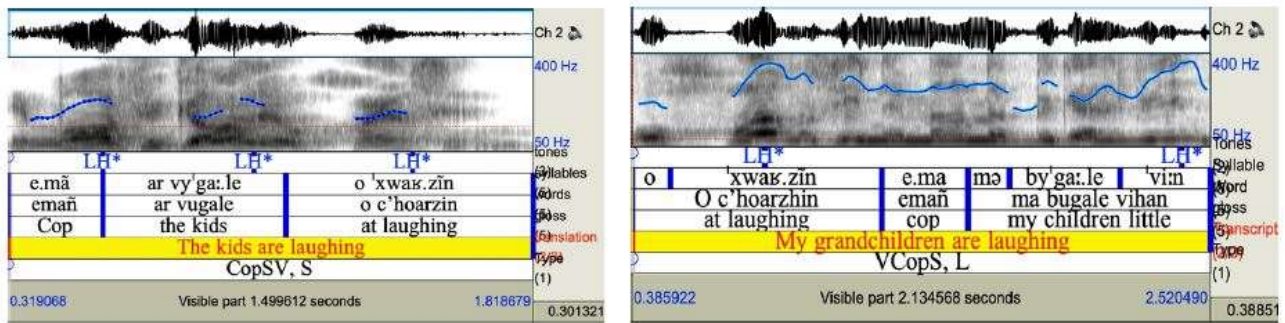 Ch 2
400 Hz
50 Hz
LH* LH* LH*
tones
e.mã ar vy'ga:.le o 'xwaʁ.zĩn
syllables
emañ ar vugale o c'hoarzin
words
Cop the kids at laughing
gloss
The kids are laughing
translation
CopSV, S
Type
(1)
0.319068 Visible part 1.499612 seconds 1.818679
0.301321
Ch 2
400 Hz
50 Hz
LH* LH*
Tones
o 'xwaʁ.zĩn e.ma mə by'ga:.le 'vi:n
Syllable
O c'hoarzhin emañ ma bugale vihan
Word
at laughing cop my children little
gloss
My grandchildren are laughing
Transcript
VCopS, L
Type
(1)
0.385922 Visible part 2.134568 seconds 2.520490
0.38851